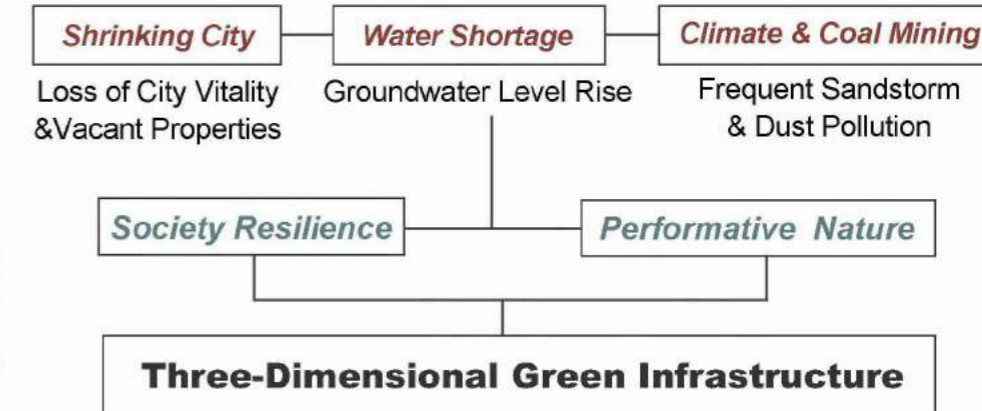 Shrinking City
Water Shortage
Climate & Coal Mining
Loss of City Vitality
&Vacant Properties
Groundwater Level Rise
Frequent Sandstorm
& Dust Pollution
Society Resilience
Performative Nature
Three-Dimensional Green Infrastructure